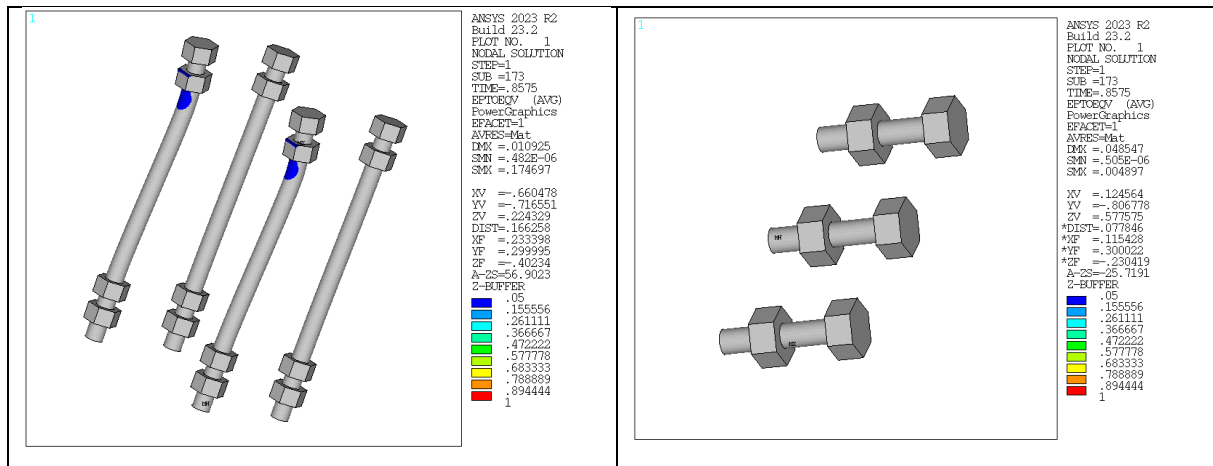 1
ANSYS 2023 R2
Build 23.2
PLOT NO.   1
NODAL SOLUTION
STEP=1
SUB =173
TIME=.8575
EPTOEQV  (AVG)
PowerGraphics
EFACET=1
AVRES=Mat
DMX =.010925
SMN =.482E-06
SMX =.174697
XV  =-.660478
YV  =-.716551
ZV  =.224329
DIST=.166258
XF  =.233398
YF  =.299995
ZF  =-.40234
A-ZS=56.9023
Z-BUFFER
.05
.155556
.261111
.366667
.472222
.577778
.683333
.788889
.894444
1
1
ANSYS 2023 R2
Build 23.2
PLOT NO.   1
NODAL SOLUTION
STEP=1
SUB =173
TIME=.8575
EPTOEQV  (AVG)
PowerGraphics
EFACET=1
AVRES=Mat
DMX =.048547
SMN =.505E-06
SMX =.004897
XV  =.124564
YV  =-.806778
ZV  =.577575
*DIST=.077846
*XF  =.115428
*YF  =.300022
*ZF  =-.230419
A-ZS=-25.7191
Z-BUFFER
.05
.155556
.261111
.366667
.472222
.577778
.683333
.788889
.894444
1